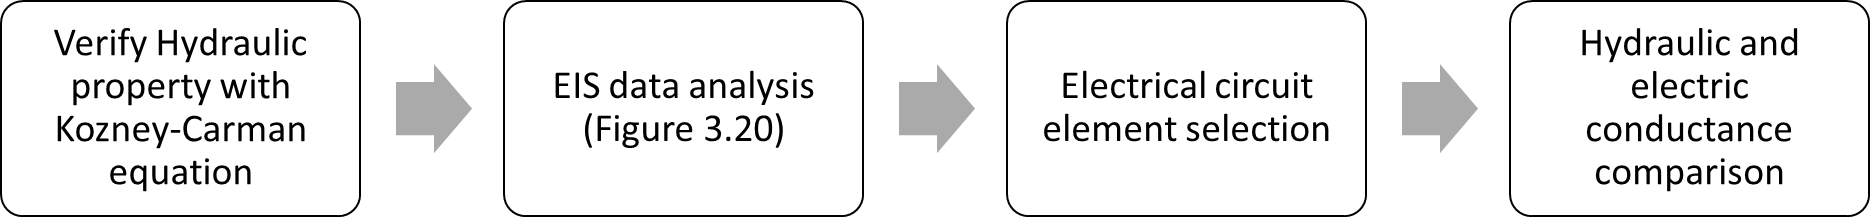 Verify Hydraulic
property with
Kozney-Carman
equation
EIS data analysis
(Figure 3.20)
Electrical circuit
element selection
Hydraulic and
electric
conductance
comparison